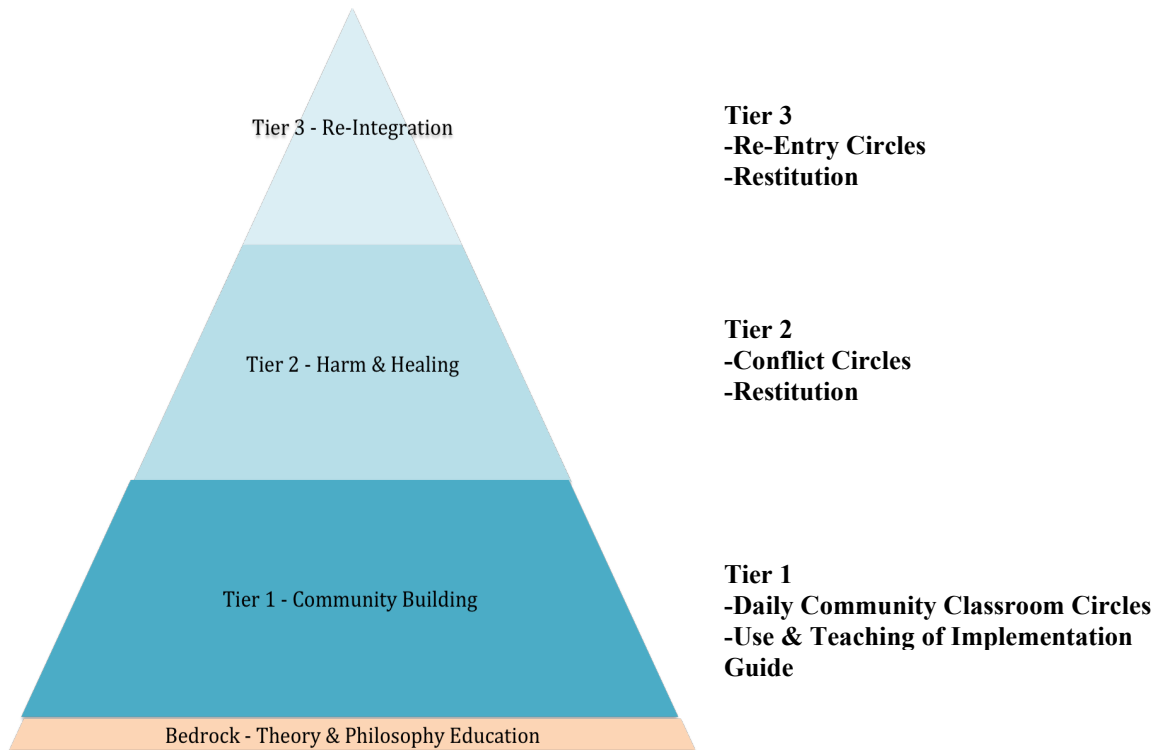 Tier 3 - Re-Integration
Tier 3
-Re-Entry Circles
-Restitution
Tier 2 - Harm & Healing
Tier 2
-Conflict Circles
-Restitution
Tier 1 - Community Building
Tier 1
-Daily Community Classroom Circles
-Use & Teaching of Implementation
Guide
Bedrock - Theory & Philosophy Education